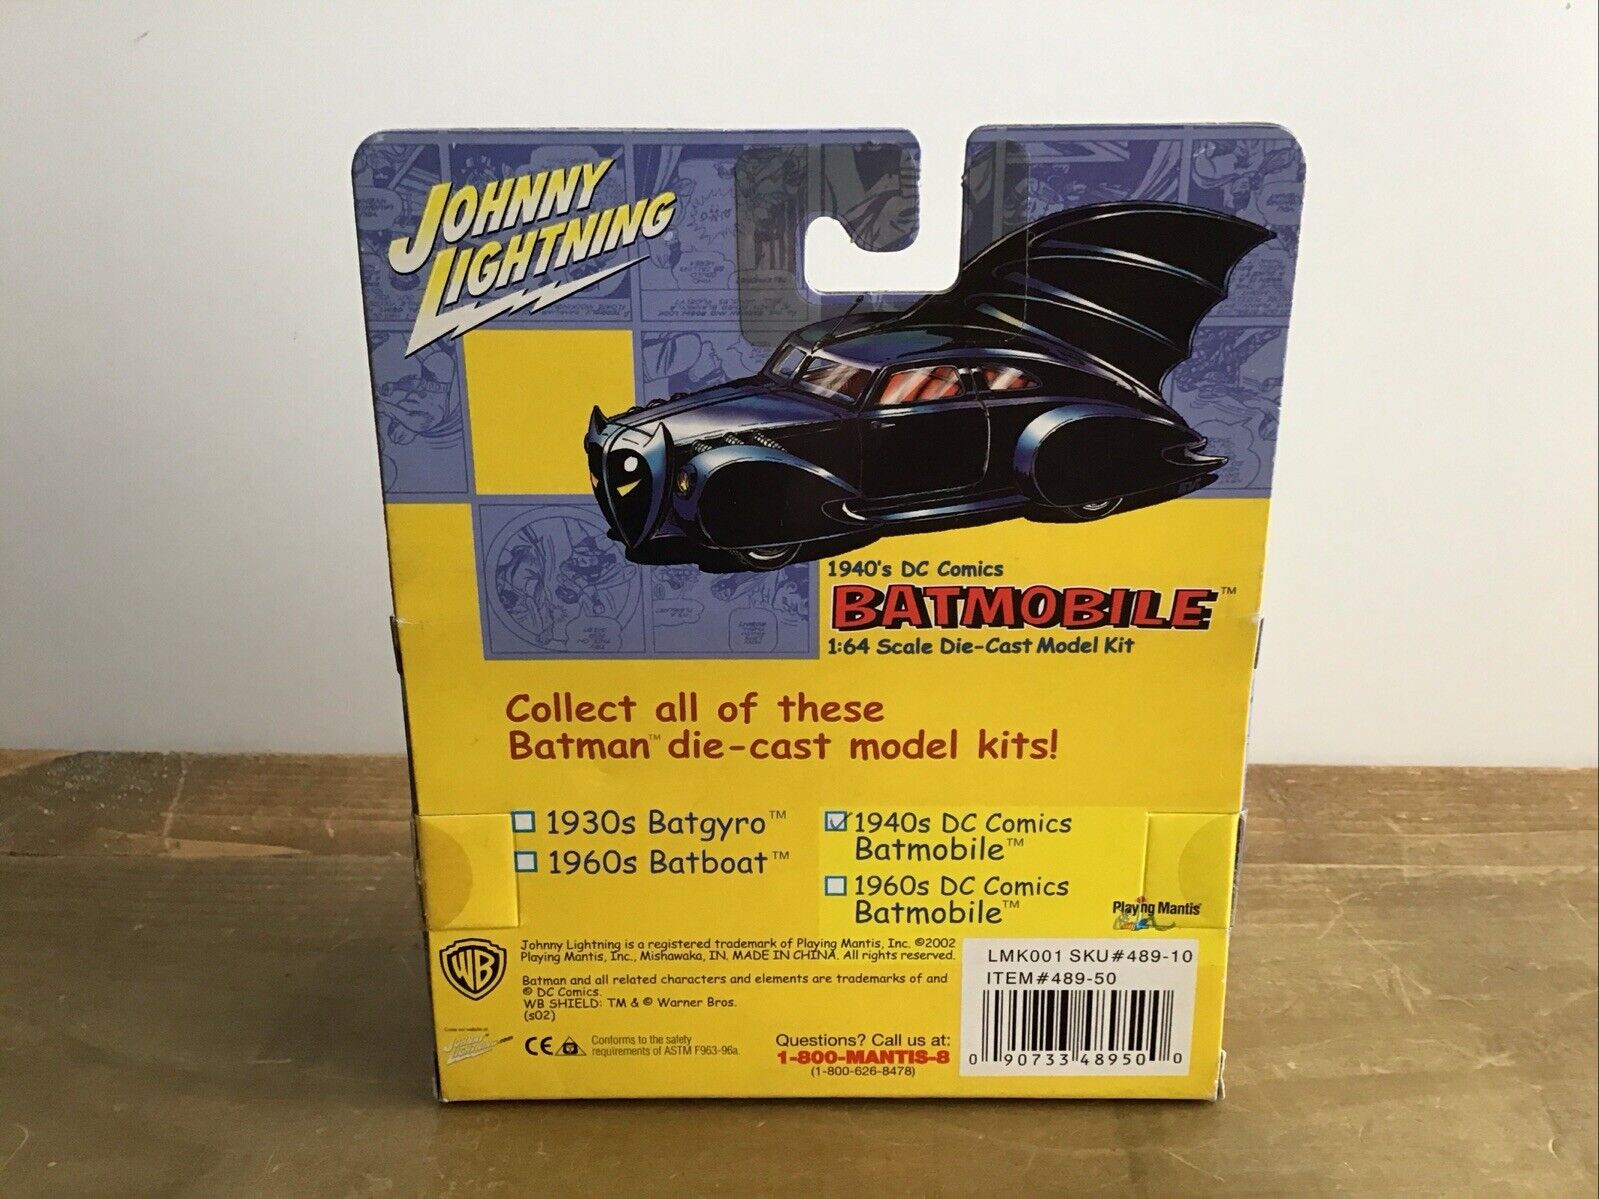 JOHNNY
LIGHTNING
1940's DC Comics
BATMOBILE™
1:64 Scale Die-Cast Model Kit
Collect all of these
Batman™ die-cast model kits!
1930s Batgyro™
1960s Batboat™
1940s DC Comics
Batmobile™
1960s DC Comics
Batmobile™
Playing Mantis
WB
Johnny Lightning is a registered trademark of Playing Mantis, Inc. ©2002
Playing Mantis, Inc., Mishawaka, IN. MADE IN CHINA. All rights reserved.
Batman and all related characters and elements are trademarks of and
© DC Comics.
WB SHIELD: TM & © Warner Bros.
(s02)
JOHNNY
LIGHTNING .COM
CE
Conforms to the safety
requirements of ASTM F963-96a.
Questions? Call us at:
1-800-MANTIS-8
(1-800-626-8478)
LMK001 SKU#489-10
ITEM#489-50
0 90733 48950 0